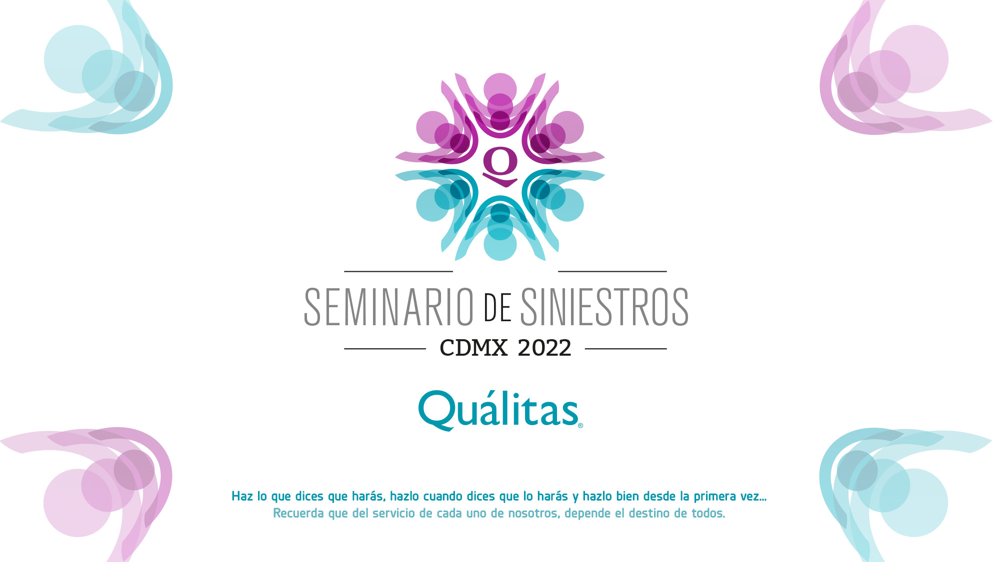 Q
SEMINARIO DE SINIESTROS
CDMX 2022
Quálitas®
Haz lo que dices que harás, hazlo cuando dices que lo harás y hazlo bien desde la primera vez...
Recuerda que del servicio de cada uno de nosotros, depende el destino de todos.